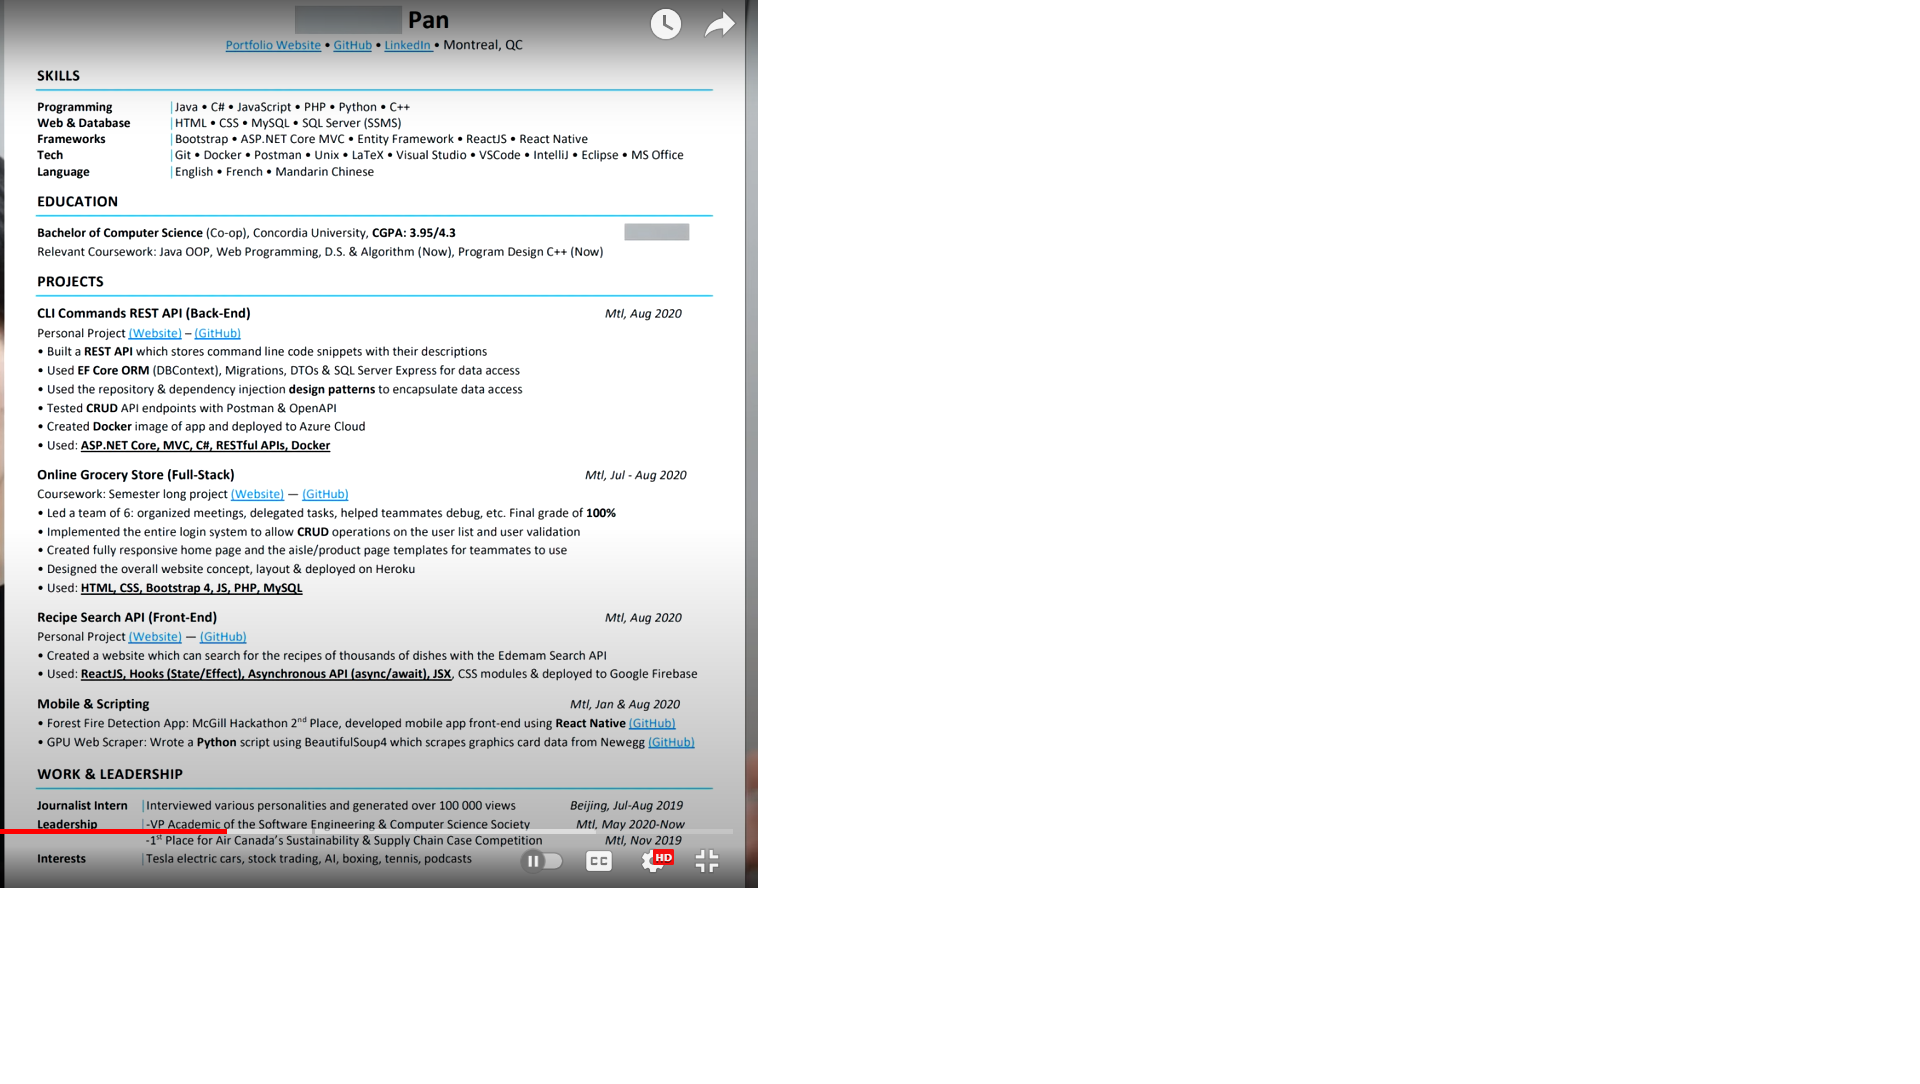 Pan
Portfolio Website • GitHub • LinkedIn • Montreal, QC
SKILLS
Programming | Java • C# • JavaScript • PHP • Python • C++
Web & Database | HTML • CSS • MySQL • SQL Server (SSMS)
Frameworks | Bootstrap • ASP.NET Core MVC • Entity Framework • ReactJS • React Native
Tech | Git • Docker • Postman • Unix • LaTeX • Visual Studio • VSCode • IntelliJ • Eclipse • MS Office
Language | English • French • Mandarin Chinese
EDUCATION
Bachelor of Computer Science (Co-op), Concordia University, CGPA: 3.95/4.3
Relevant Coursework: Java OOP, Web Programming, D.S. & Algorithm (Now), Program Design C++ (Now)
PROJECTS
CLI Commands REST API (Back-End) Mtl, Aug 2020
Personal Project (Website) – (GitHub)
• Built a REST API which stores command line code snippets with their descriptions
• Used EF Core ORM (DBContext), Migrations, DTOs & SQL Server Express for data access
• Used the repository & dependency injection design patterns to encapsulate data access
• Tested CRUD API endpoints with Postman & OpenAPI
• Created Docker image of app and deployed to Azure Cloud
• Used: ASP.NET Core, MVC, C#, RESTful APIs, Docker
Online Grocery Store (Full-Stack) Mtl, Jul - Aug 2020
Coursework: Semester long project (Website) — (GitHub)
• Led a team of 6: organized meetings, delegated tasks, helped teammates debug, etc. Final grade of 100%
• Implemented the entire login system to allow CRUD operations on the user list and user validation
• Created fully responsive home page and the aisle/product page templates for teammates to use
• Designed the overall website concept, layout & deployed on Heroku
• Used: HTML, CSS, Bootstrap 4, JS, PHP, MySQL
Recipe Search API (Front-End) Mtl, Aug 2020
Personal Project (Website) — (GitHub)
• Created a website which can search for the recipes of thousands of dishes with the Edemam Search API
• Used: ReactJS, Hooks (State/Effect), Asynchronous API (async/await), JSX, CSS modules & deployed to Google Firebase
Mobile & Scripting Mtl, Jan & Aug 2020
• Forest Fire Detection App: McGill Hackathon 2nd Place, developed mobile app front-end using React Native (GitHub)
• GPU Web Scraper: Wrote a Python script using BeautifulSoup4 which scrapes graphics card data from Newegg (GitHub)
WORK & LEADERSHIP
Journalist Intern | Interviewed various personalities and generated over 100 000 views Beijing, Jul-Aug 2019
Leadership | -VP Academic of the Software Engineering & Computer Science Society Mtl, May 2020-Now
-1st Place for Air Canada's Sustainability & Supply Chain Case Competition Mtl, Nov 2019
Interests | Tesla electric cars, stock trading, AI, boxing, tennis, podcasts
CC
HD